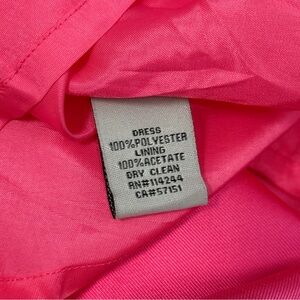 DRESS
100%POLYESTER
LINING
100%ACETATE
DRY CLEAN
RN#114244
CA#57151